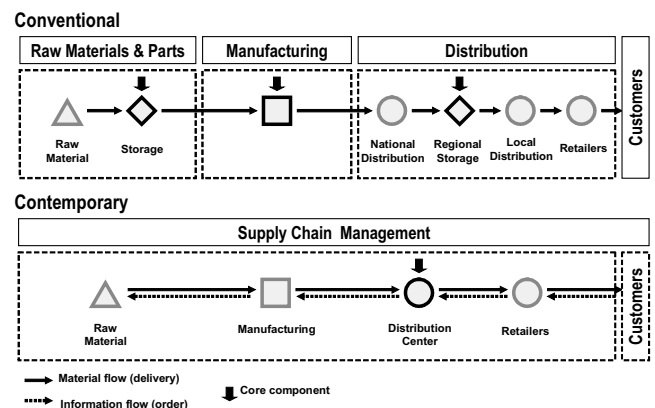 Conventional
Raw Materials & Parts
Manufacturing
Distribution
Customers
Raw
Material
Storage
National
Distribution
Regional
Storage
Local
Distribution
Retailers
Contemporary
Supply Chain Management
Customers
Raw
Material
Manufacturing
Distribution
Center
Retailers
Material flow (delivery)
Core component
Information flow (order)